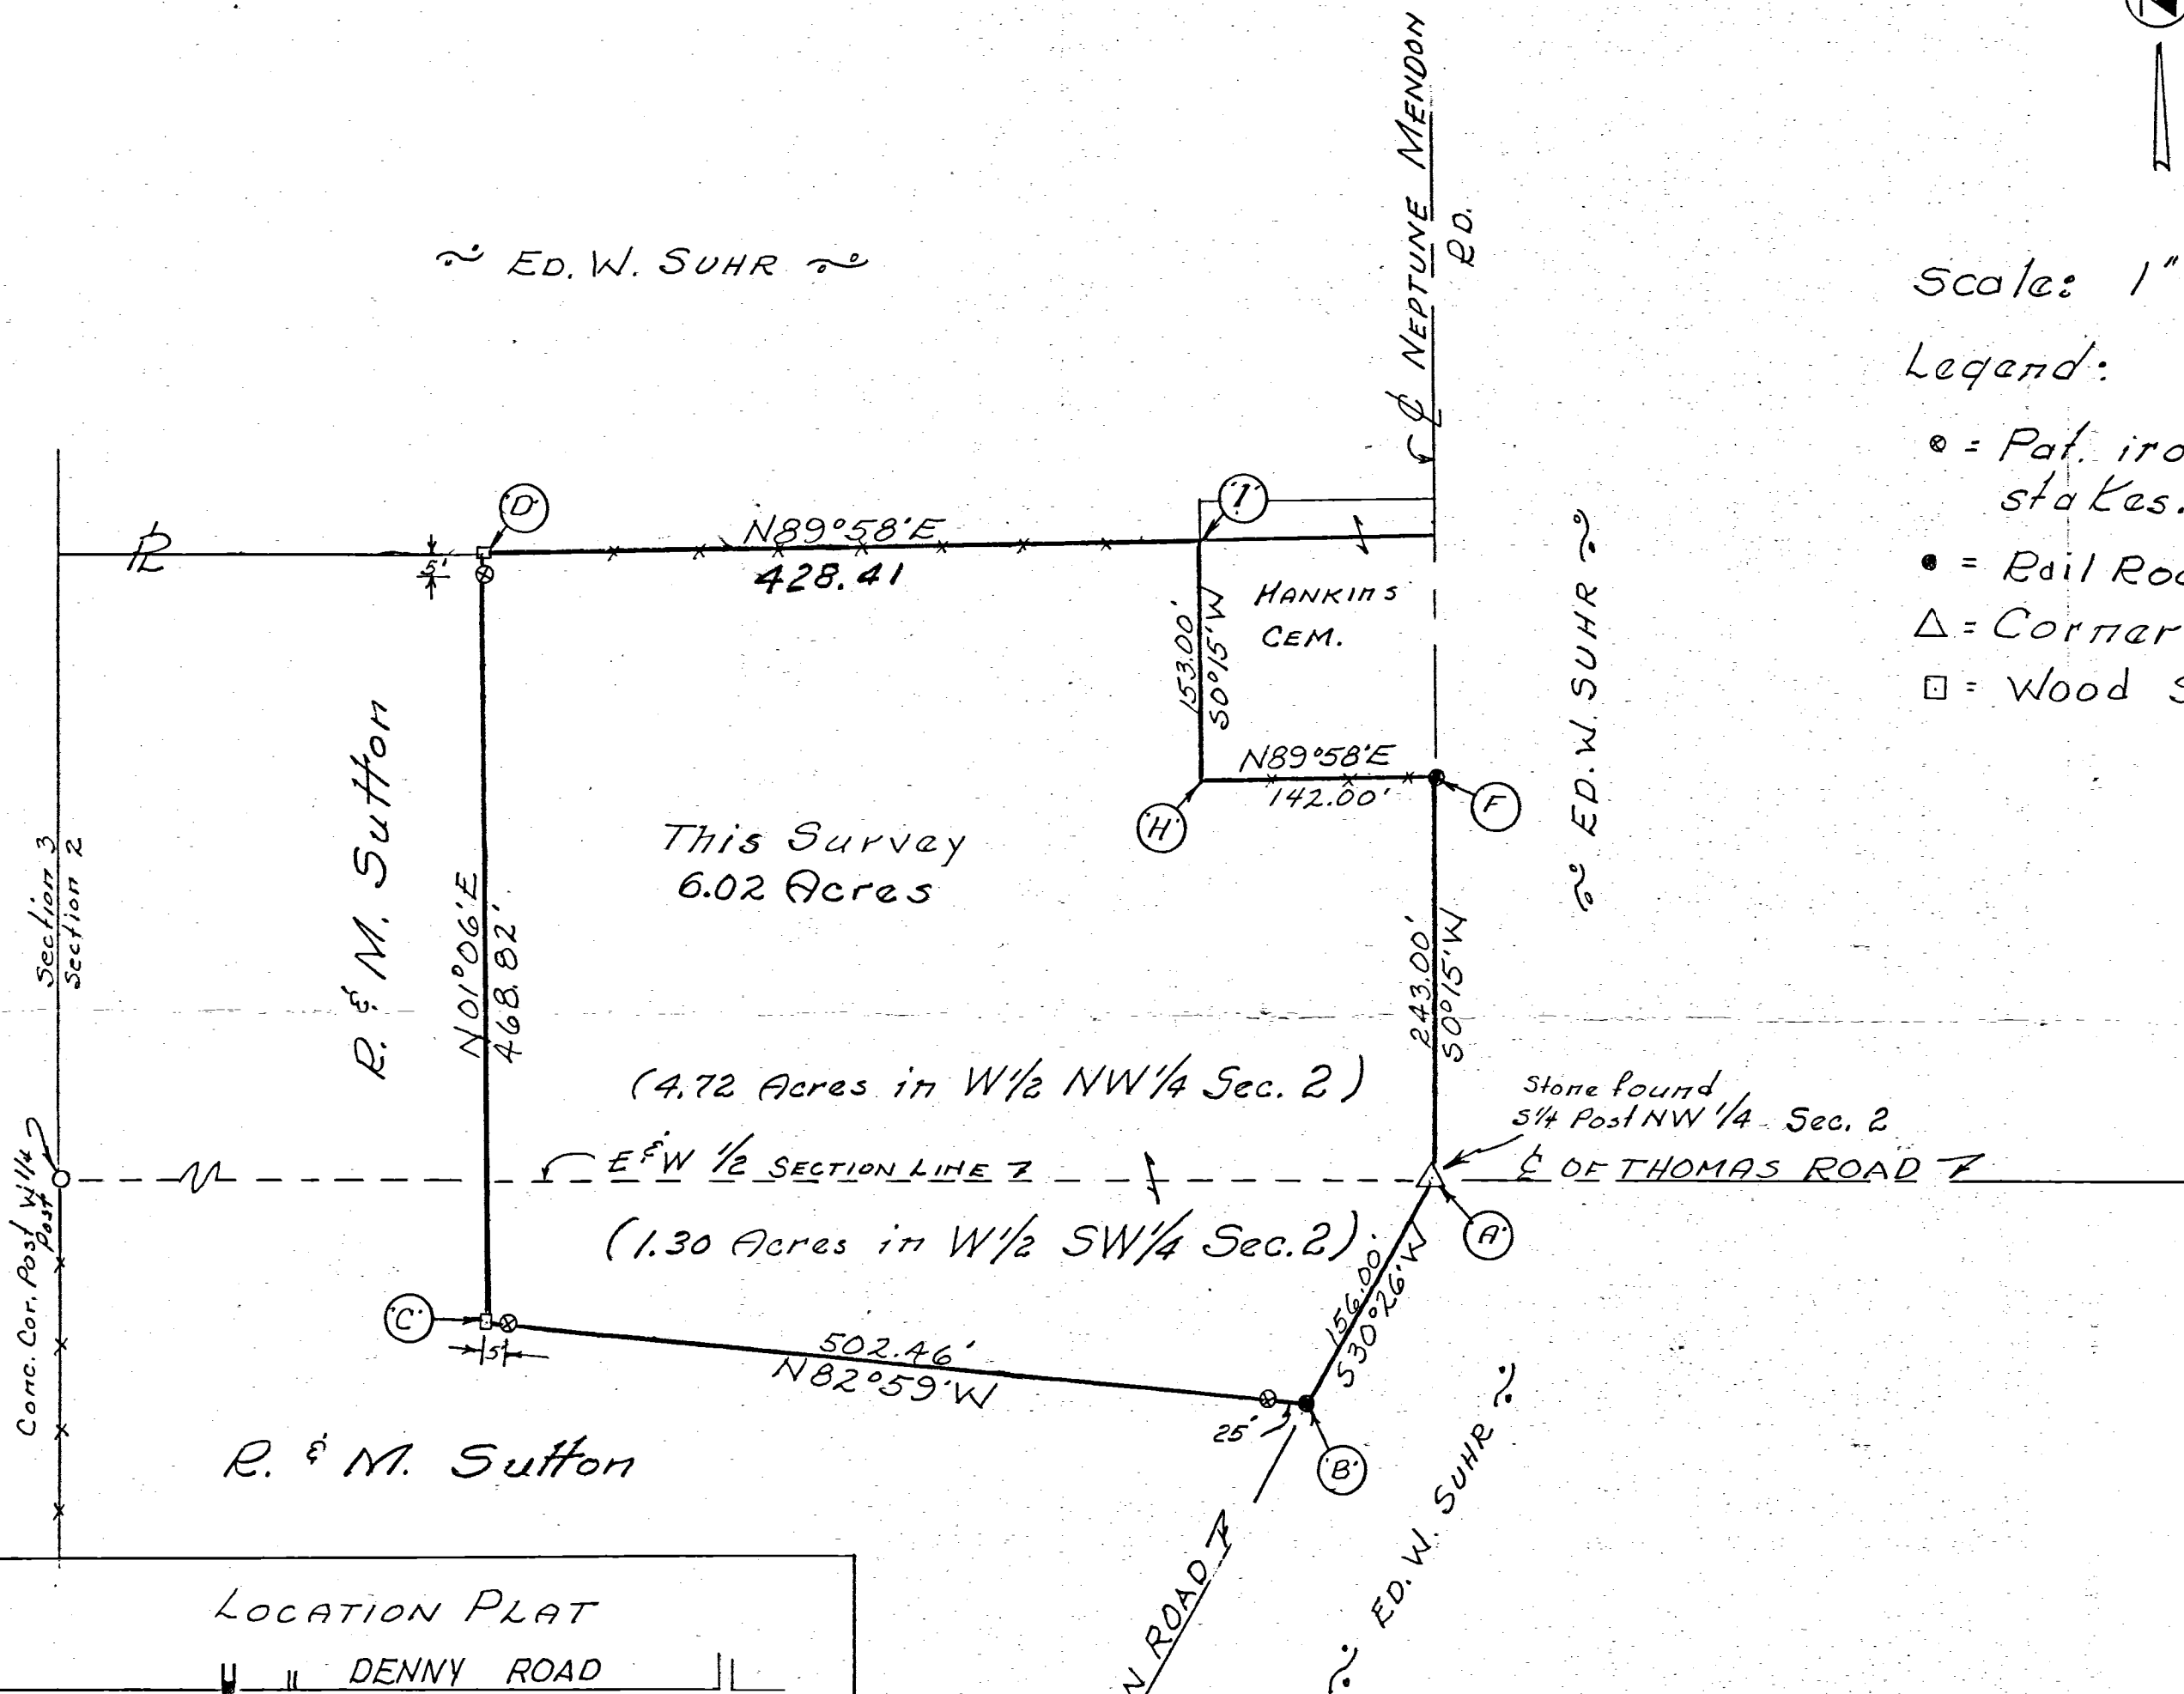 ℄ NEPTUNE MENDON
RD.
~ ED. W. SUHR ~
Scale: 1"
Legend:
⊗ = Pat. iro
stakes.
● = Rail Roa
△ = Corner
⊡ = Wood S
'D'
'I'
N89°58'E
428.41
5'
PL
HANKINS
CEM.
153.00'
S0°15'W
N89°58'E
142.00'
'H'
F
~ ED. W. SUHR ~
R. & M. Sutton
This Survey
6.02 Acres
Section 3
Section 2
N01°06'E
468.82'
243.00'
S0°15'W
(4.72 Acres in W1/2 NW1/4 Sec. 2)
Stone found
S1/4 Post NW 1/4 Sec. 2
E & W 1/2 SECTION LINE
℄ OF THOMAS ROAD
Conc. Cor. Post W1/4
Post
(1.30 Acres in W1/2 SW1/4 Sec. 2)
'A'
156.00'
S30°26'W
'C'
5'
502.46'
N82°59'W
25'
'B'
R. & M. Sutton
~ ED. W. SUHR ~
N ROAD
LOCATION PLAT
DENNY ROAD